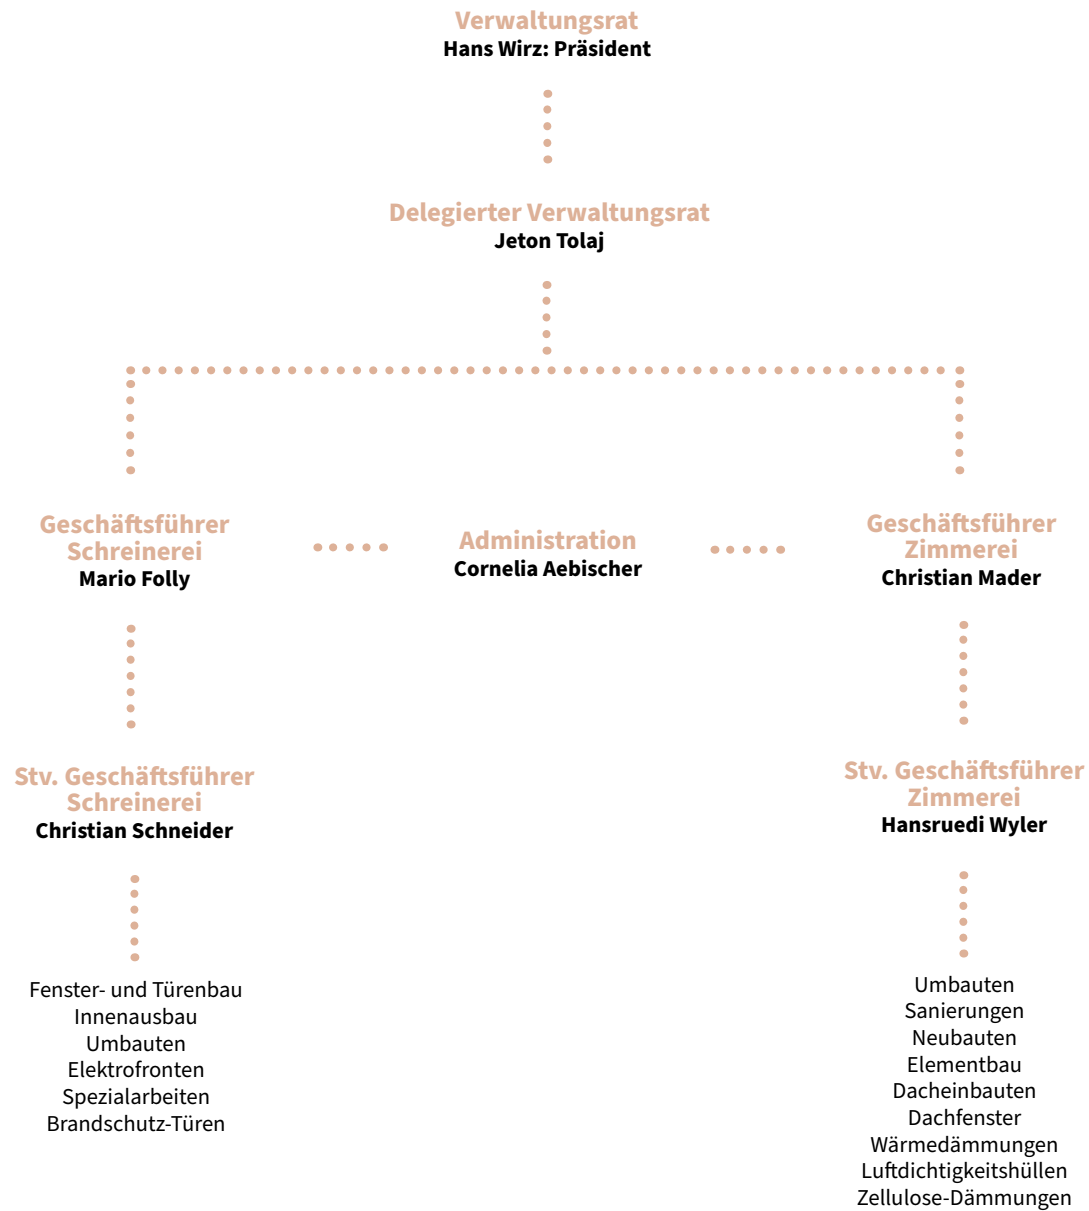 Verwaltungsrat
Hans Wirz: Präsident
Delegierter Verwaltungsrat
Jeton Tolaj
Geschäftsführer
Schreinerei
Mario Folly
Administration
Cornelia Aebischer
Geschäftsführer
Zimmerei
Christian Mader
Stv. Geschäftsführer
Schreinerei
Christian Schneider
Stv. Geschäftsführer
Zimmerei
Hansruedi Wyler
Fenster- und Türenbau
Innenausbau
Umbauten
Elektrofronten
Spezialarbeiten
Brandschutz-Türen
Umbauten
Sanierungen
Neubauten
Elementbau
Dacheinbauten
Dachfenster
Wärmedämmungen
Luftdichtigkeitshüllen
Zellulose-Dämmungen